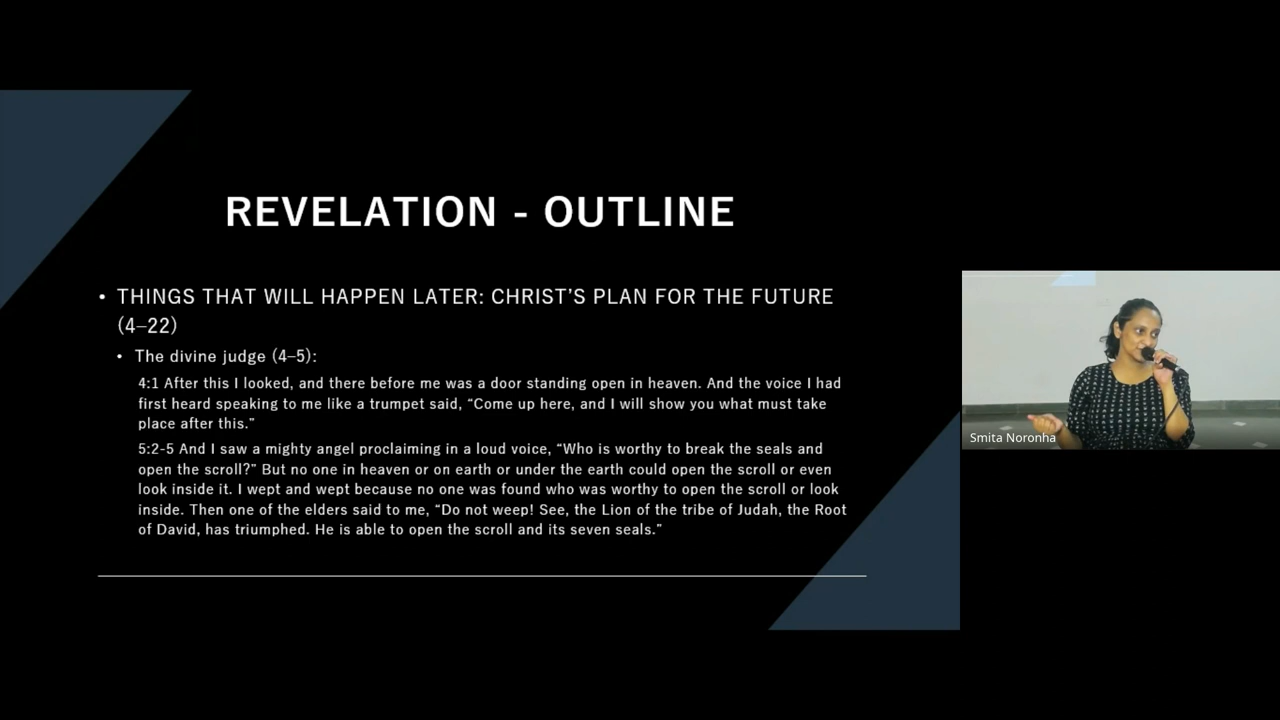 REVELATION - OUTLINE
• THINGS THAT WILL HAPPEN LATER: CHRIST’S PLAN FOR THE FUTURE
(4–22)
• The divine judge (4–5):
4:1 After this I looked, and there before me was a door standing open in heaven. And the voice I had
first heard speaking to me like a trumpet said, “Come up here, and I will show you what must take
place after this.”
5:2-5 And I saw a mighty angel proclaiming in a loud voice, “Who is worthy to break the seals and
open the scroll?” But no one in heaven or on earth or under the earth could open the scroll or even
look inside it. I wept and wept because no one was found who was worthy to open the scroll or look
inside. Then one of the elders said to me, “Do not weep! See, the Lion of the tribe of Judah, the Root
of David, has triumphed. He is able to open the scroll and its seven seals.”
Smita Noronha